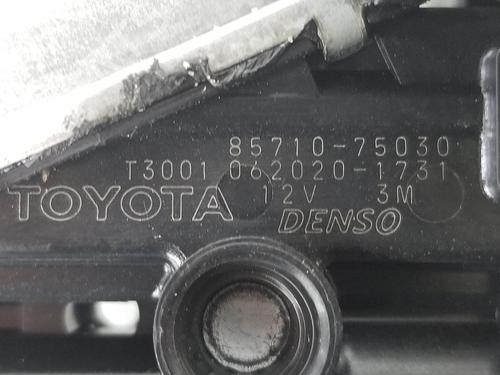 85710-75030
T3001 062020-1731
TOYOTA 12V 3M
DENSO